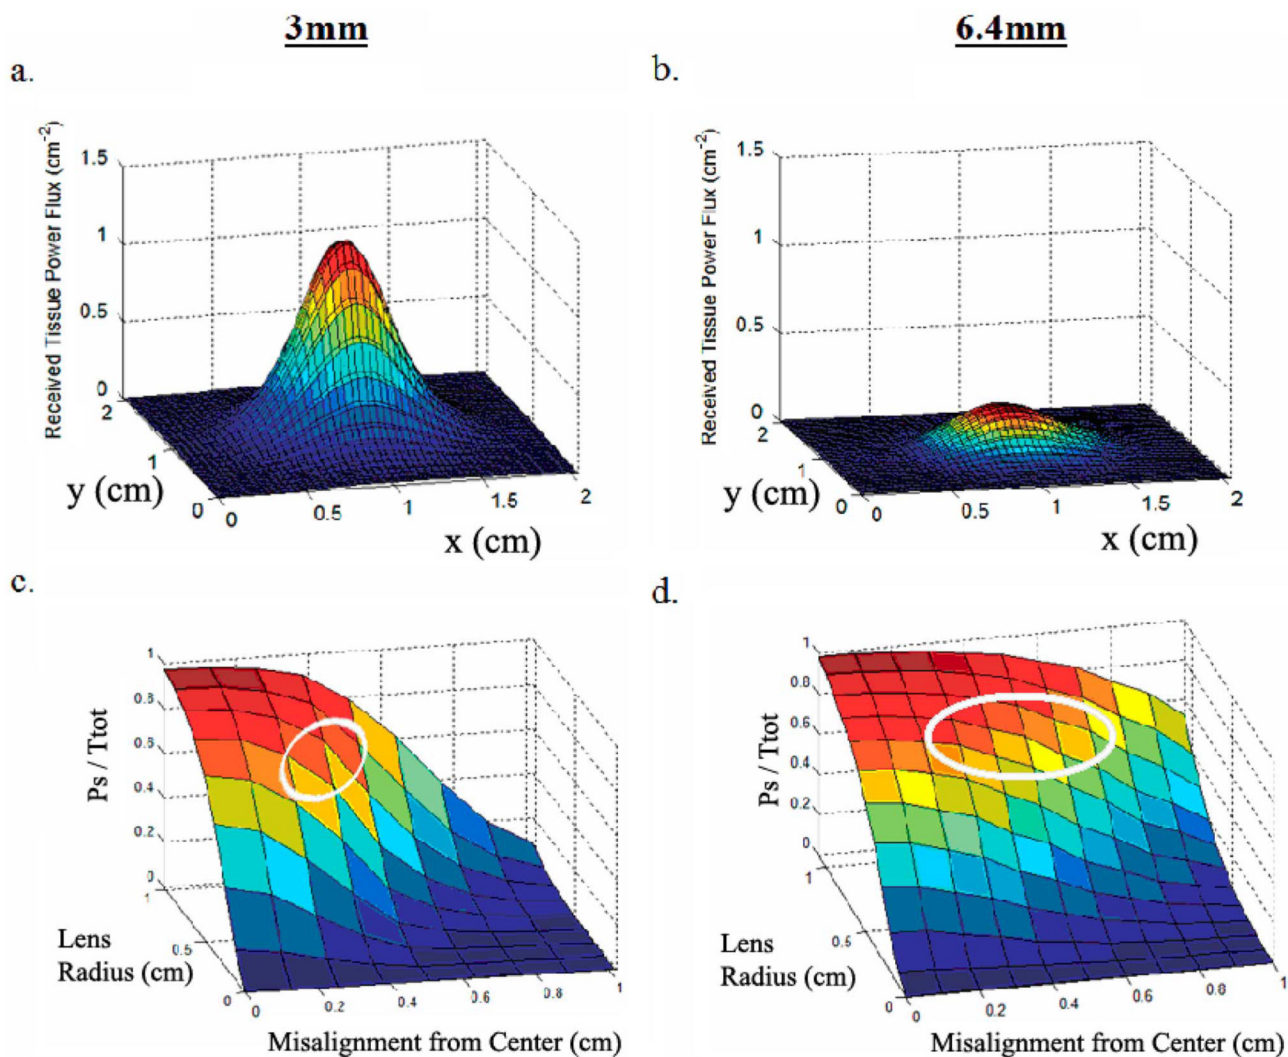 3mm
6.4mm
a.
b.
Received Tissue Power Flux (cm⁻²)
1.5
1
0.5
0
2
1
0
y (cm)
0
0.5
1
1.5
2
x (cm)
Received Tissue Power Flux (cm⁻²)
1.5
1
0.5
0
2
1
0
y (cm)
0
0.5
1
1.5
2
x (cm)
c.
d.
Ps / Ttot
1
0.8
0.6
0.4
0.2
0
1
0.5
0
Lens
Radius (cm)
0
0.2
0.4
0.6
0.8
1
Misalignment from Center (cm)
Ps / Ttot
1
0.8
0.6
0.4
0.2
0
1
0.5
0
Lens
Radius (cm)
0
0.2
0.4
0.6
0.8
1
Misalignment from Center (cm)